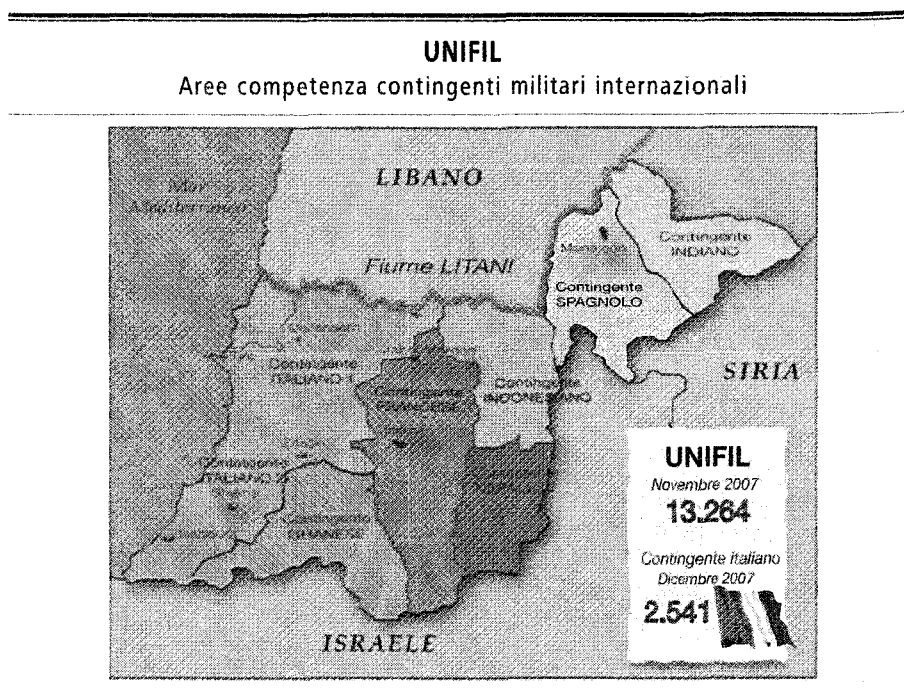 UNIFIL
Aree competenza contingenti militari internazionali
Mar
Mediterraneo
LIBANO
Fiume LITANI
Contingente
INDIANO
Contingente
SPAGNOLO
SIRIA
Contingente
ITALIANO 1
Contingente
FRANCESE
Contingente
INDONESIANO
Contingente
ITALIANO 2
Contingente
GHANESE
ISRAELE
UNIFIL
Novembre 2007
13.264
Contingente italiano
Dicembre 2007
2.541